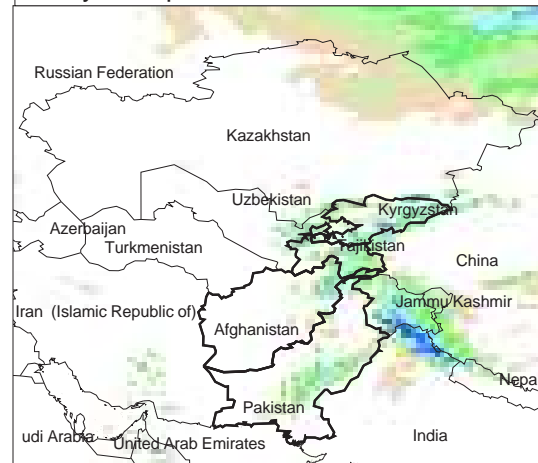 Russian Federation
Kazakhstan
Uzbekistan
Kyrgyzstan
Azerbaijan
Turkmenistan
Tajikistan
China
Iran (Islamic Republic of)
Jammu Kashmir
Afghanistan
Nepa
Pakistan
udi Arabia
United Arab Emirates
India